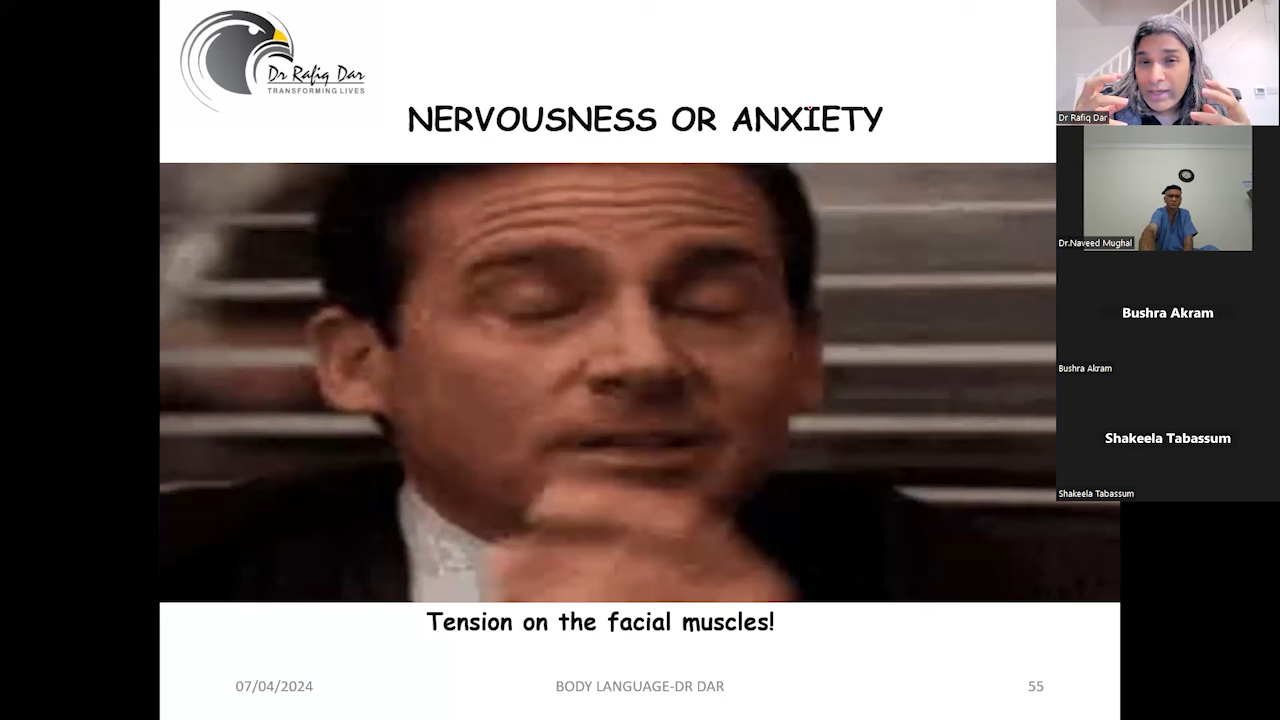 Dr Rafiq Dar
TRANSFORMING LIVES
NERVOUSNESS OR ANXIETY
Tension on the facial muscles!
07/04/2024
BODY LANGUAGE-DR DAR
55
Dr Rafiq Dar
Dr.Naveed Mughal
Bushra Akram
Bushra Akram
Shakeela Tabassum
Shakeela Tabassum